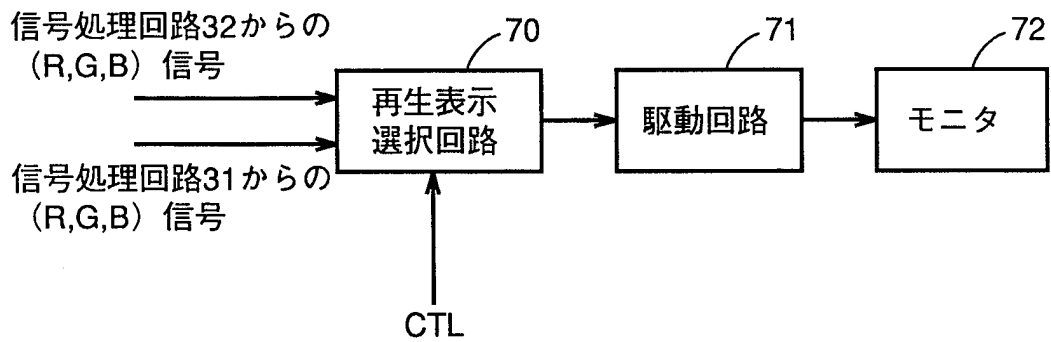 信号処理回路32からの
（R,G,B）信号
70
71
72
再生表示
選択回路
駆動回路
モニタ
信号処理回路31からの
（R,G,B）信号
CTL